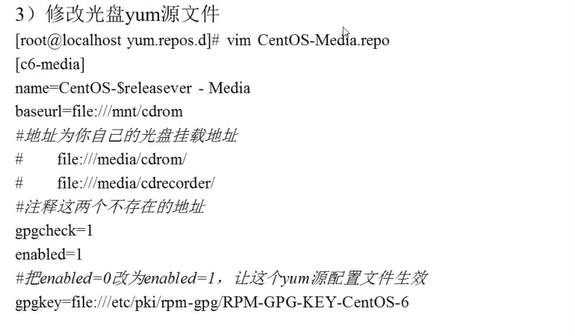 3）修改光盘yum源文件
[root@localhost yum.repos.d]# vim CentOS-Media.repo
[c6-media]
name=CentOS-$releasever - Media
baseurl=file:///mnt/cdrom
#地址为你自己的光盘挂载地址
# file:///media/cdrom/
# file:///media/cdrecorder/
#注释这两个不存在的地址
gpgcheck=1
enabled=1
#把enabled=0改为enabled=1，让这个yum源配置文件生效
gpgkey=file:///etc/pki/rpm-gpg/RPM-GPG-KEY-CentOS-6